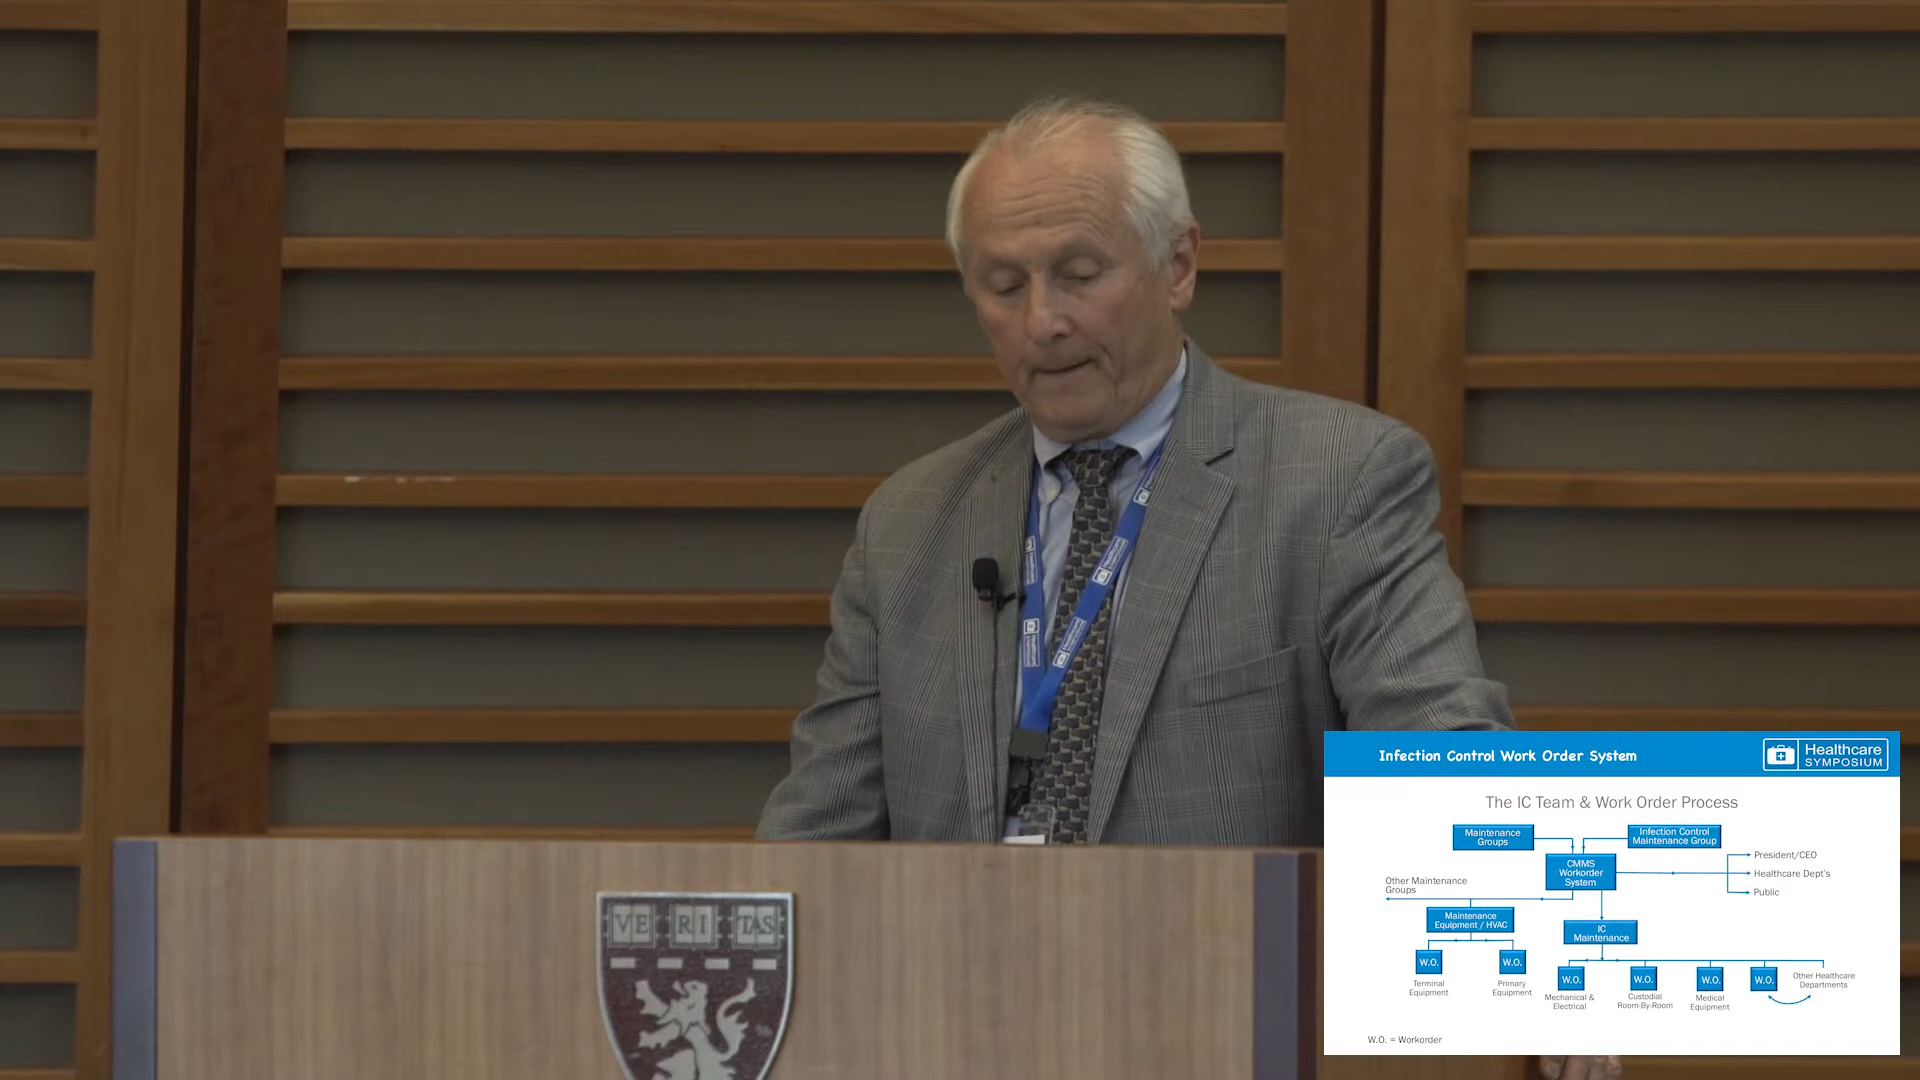 VE RI TAS
Infection Control Work Order System
Healthcare
SYMPOSIUM
The IC Team & Work Order Process
Maintenance
Groups
Infection Control
Maintenance Group
CMMS
Workorder
System
President/CEO
Healthcare Dept's
Public
Other Maintenance
Groups
Maintenance
Equipment / HVAC
IC
Maintenance
W.O.
W.O.
W.O.
W.O.
W.O.
W.O.
Terminal
Equipment
Primary
Equipment
Mechanical &
Electrical
Custodial
Room-By-Room
Medical
Equipment
Other Healthcare
Departments
W.O. = Workorder